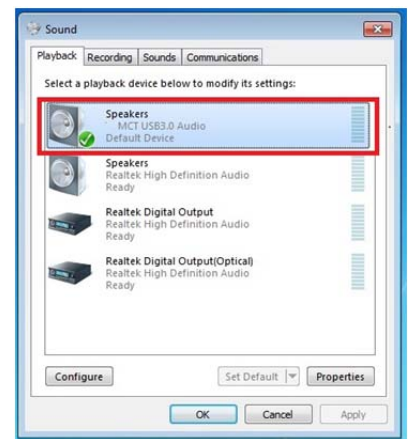 Sound
Playback Recording Sounds Communications
Select a playback device below to modify its settings:
Speakers
MCT USB3.0 Audio
Default Device
Speakers
Realtek High Definition Audio
Ready
Realtek Digital Output
Realtek High Definition Audio
Ready
Realtek Digital Output(Optical)
Realtek High Definition Audio
Ready
Configure Set Default Properties
OK Cancel Apply